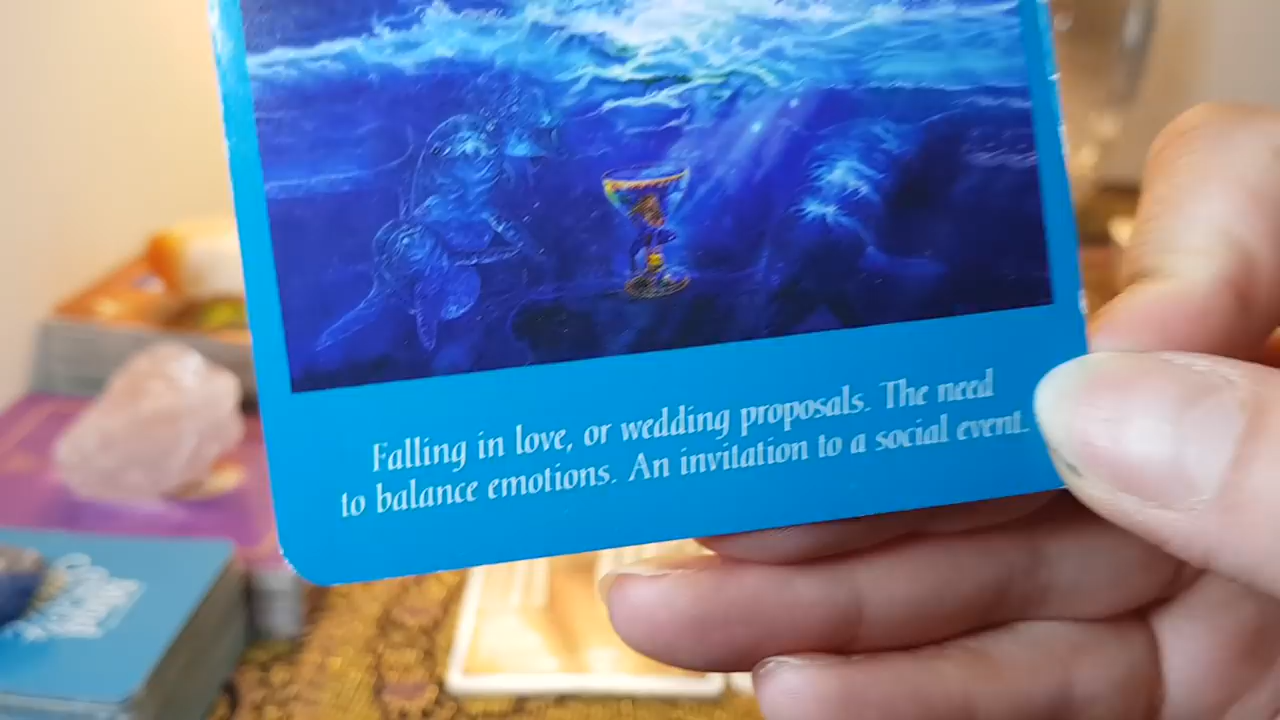 Falling in love, or wedding proposals. The need
to balance emotions. An invitation to a social event.